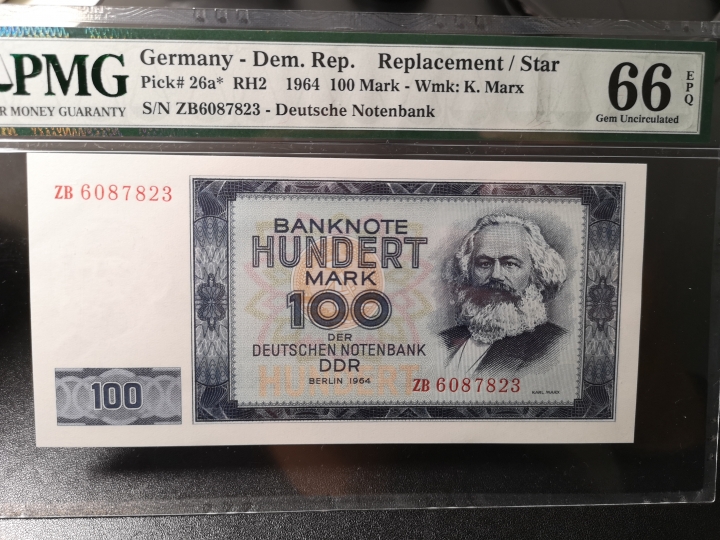 PMG
MONEY GUARANTY
Germany - Dem. Rep. Replacement / Star
Pick# 26a* RH2 1964 100 Mark - Wmk: K. Marx
S/N ZB6087823 - Deutsche Notenbank
66
EPQ
Gem Uncirculated
ZB 6087823
BANKNOTE
HUNDERT
MARK
100
DER
DEUTSCHEN NOTENBANK
DDR
BERLIN 1964
HUNDERT
ZB 6087823
KARL MARX
100